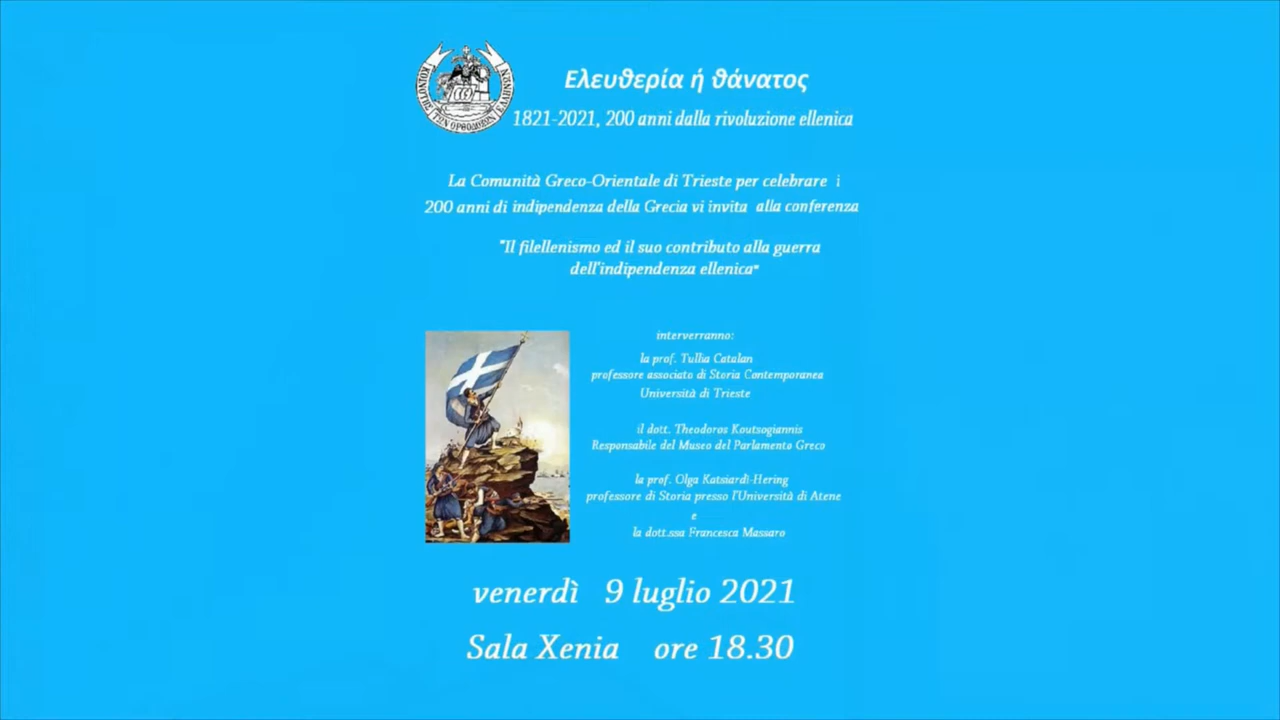 ΚΟΙΝΟΤΗΣ ΤΩΝ ΟΡΘΟΔΟΞΩΝ ΕΛΛΗΝΩΝ
Ελευθερία ή θάνατος
1821-2021, 200 anni dalla rivoluzione ellenica
La Comunità Greco-Orientale di Trieste per celebrare i
200 anni di indipendenza della Grecia vi invita alla conferenza
"Il filellenismo ed il suo contributo alla guerra
dell'indipendenza ellenica"
interverranno:
la prof. Tullia Catalan
professore associato di Storia Contemporanea
Università di Trieste
il dott. Theodoros Koutsogiannis
Responsabile del Museo del Parlamento Greco
la prof. Olga Katsiardi-Hering
professore di Storia presso l'Università di Atene
e
la dott.ssa Francesca Massaro
venerdì 9 luglio 2021
Sala Xenia ore 18.30